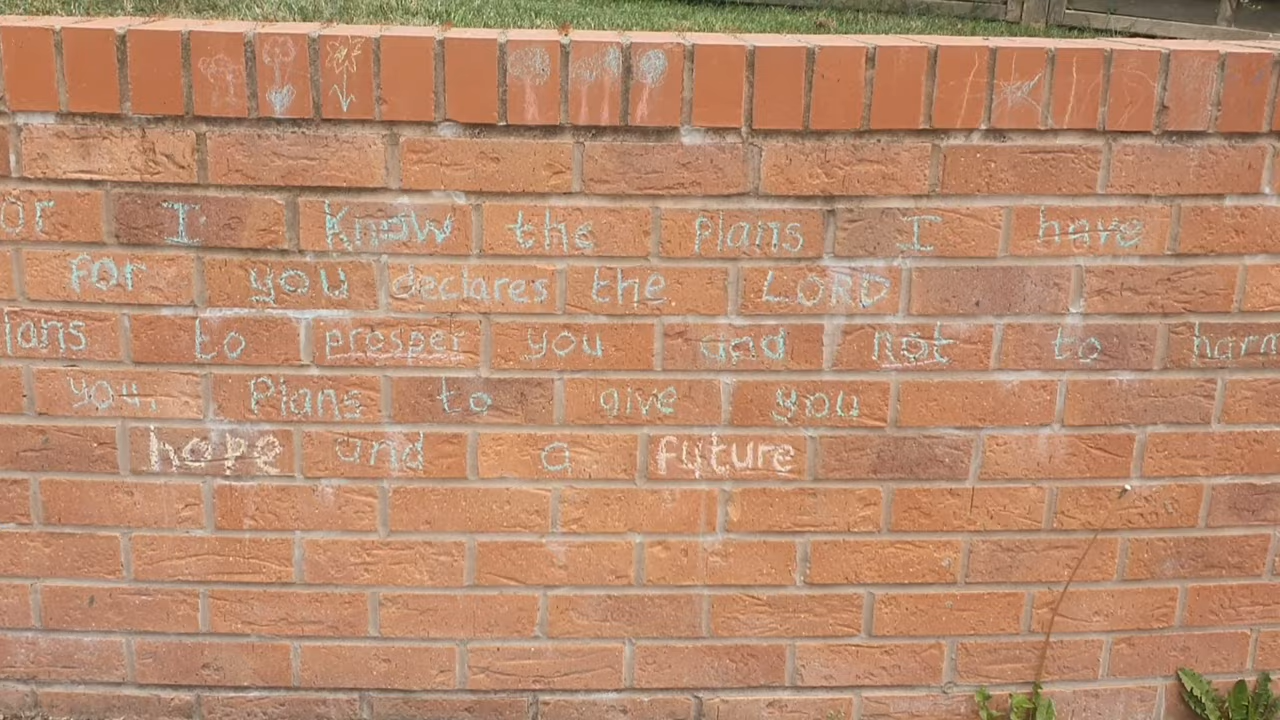 or I Know the Plans I have
For you declares the LORD
lans to prosper you and not to harm
you, Plans to give you
hope and a future